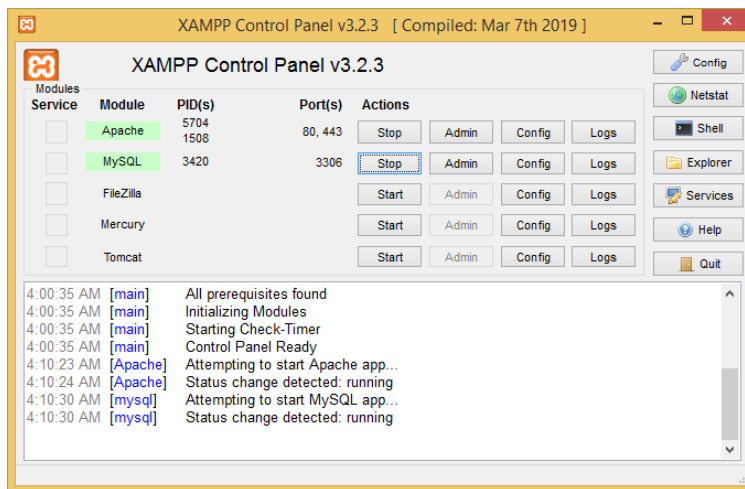 XAMPP Control Panel v3.2.3 [ Compiled: Mar 7th 2019 ]
XAMPP Control Panel v3.2.3
Config
Modules
Service Module PID(s) Port(s) Actions
Netstat
Apache 5704 1508 80, 443 Stop Admin Config Logs
Shell
MySQL 3420 3306 Stop Admin Config Logs
Explorer
FileZilla Start Admin Config Logs
Services
Mercury Start Admin Config Logs
Help
Tomcat Start Admin Config Logs
Quit
4:00:35 AM [main] All prerequisites found
4:00:35 AM [main] Initializing Modules
4:00:35 AM [main] Starting Check-Timer
4:00:35 AM [main] Control Panel Ready
4:10:23 AM [Apache] Attempting to start Apache app...
4:10:24 AM [Apache] Status change detected: running
4:10:30 AM [mysql] Attempting to start MySQL app...
4:10:30 AM [mysql] Status change detected: running